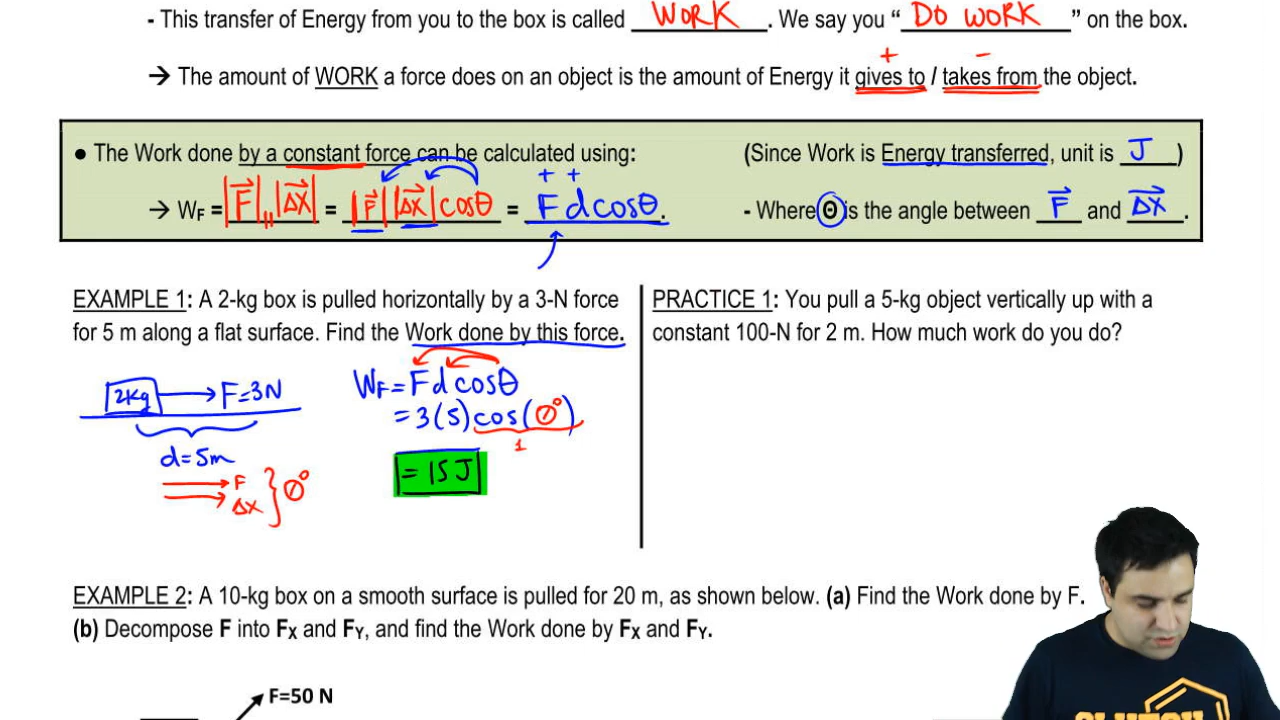 - This transfer of Energy from you to the box is called WORK. We say you “ DO WORK ” on the box.
+ -
→ The amount of WORK a force does on an object is the amount of Energy it gives to / takes from the object.
● The Work done by a constant force can be calculated using: (Since Work is Energy transferred, unit is J )
+ +
→ WF = |F⃗|∥ |Δx⃗| = |F⃗||Δx⃗|cosθ = Fdcosθ. - Where Θ is the angle between F⃗ and Δx⃗.
EXAMPLE 1: A 2-kg box is pulled horizontally by a 3-N force
for 5 m along a flat surface. Find the Work done by this force.
2kg F=3N
d=5m
F
Δx } 0°
WF = Fdcosθ
= 3(5)cos(0°)
1
= 15 J
PRACTICE 1: You pull a 5-kg object vertically up with a
constant 100-N for 2 m. How much work do you do?
EXAMPLE 2: A 10-kg box on a smooth surface is pulled for 20 m, as shown below. (a) Find the Work done by F.
(b) Decompose F into FX and FY, and find the Work done by FX and FY.
F=50 N
CLUTCH